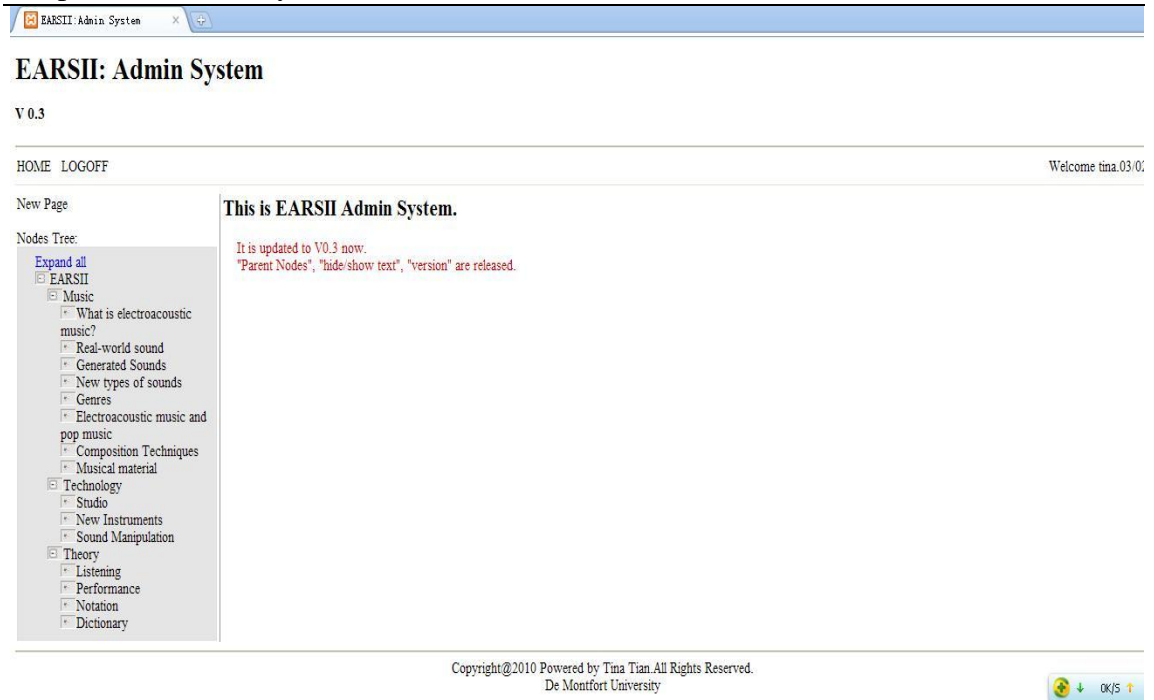 EARSII:Admin System
EARSII: Admin System
V 0.3
HOME LOGOFF
Welcome tina.03/02
New Page
This is EARSII Admin System.
Nodes Tree:
It is updated to V0.3 now.
"Parent Nodes", "hide/show text", "version" are released.
Expand all
EARSII
Music
What is electroacoustic
music?
Real-world sound
Generated Sounds
New types of sounds
Genres
Electroacoustic music and
pop music
Composition Techniques
Musical material
Technology
Studio
New Instruments
Sound Manipulation
Theory
Listening
Performance
Notation
Dictionary
Copyright@2010 Powered by Tina Tian.All Rights Reserved.
De Montfort University
0K/S